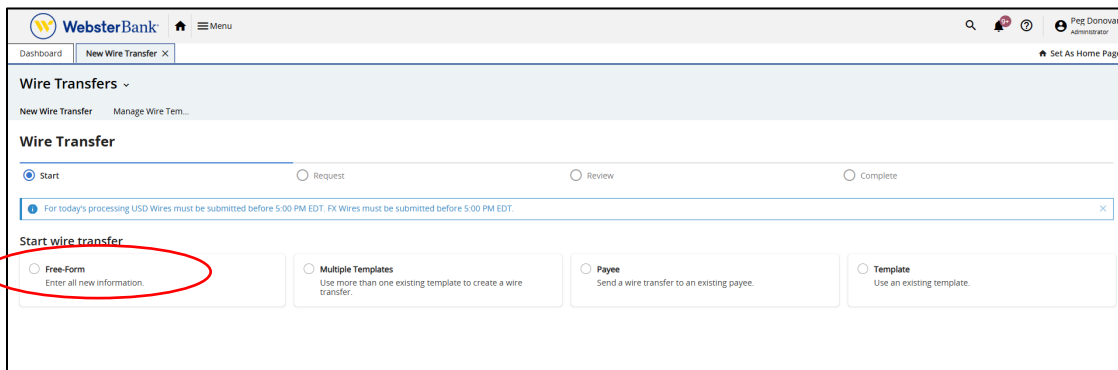 WebsterBank Menu 9+ Peg Donovan
Administrator
Dashboard New Wire Transfer Set As Home Page
Wire Transfers
New Wire Transfer Manage Wire Tem...
Wire Transfer
Start Request Review Complete
For today's processing USD Wires must be submitted before 5:00 PM EDT. FX Wires must be submitted before 5:00 PM EDT.
Start wire transfer
Free-Form Multiple Templates Payee Template
Enter all new information. Use more than one existing template to create a wire Send a wire transfer to an existing payee. Use an existing template.
transfer.